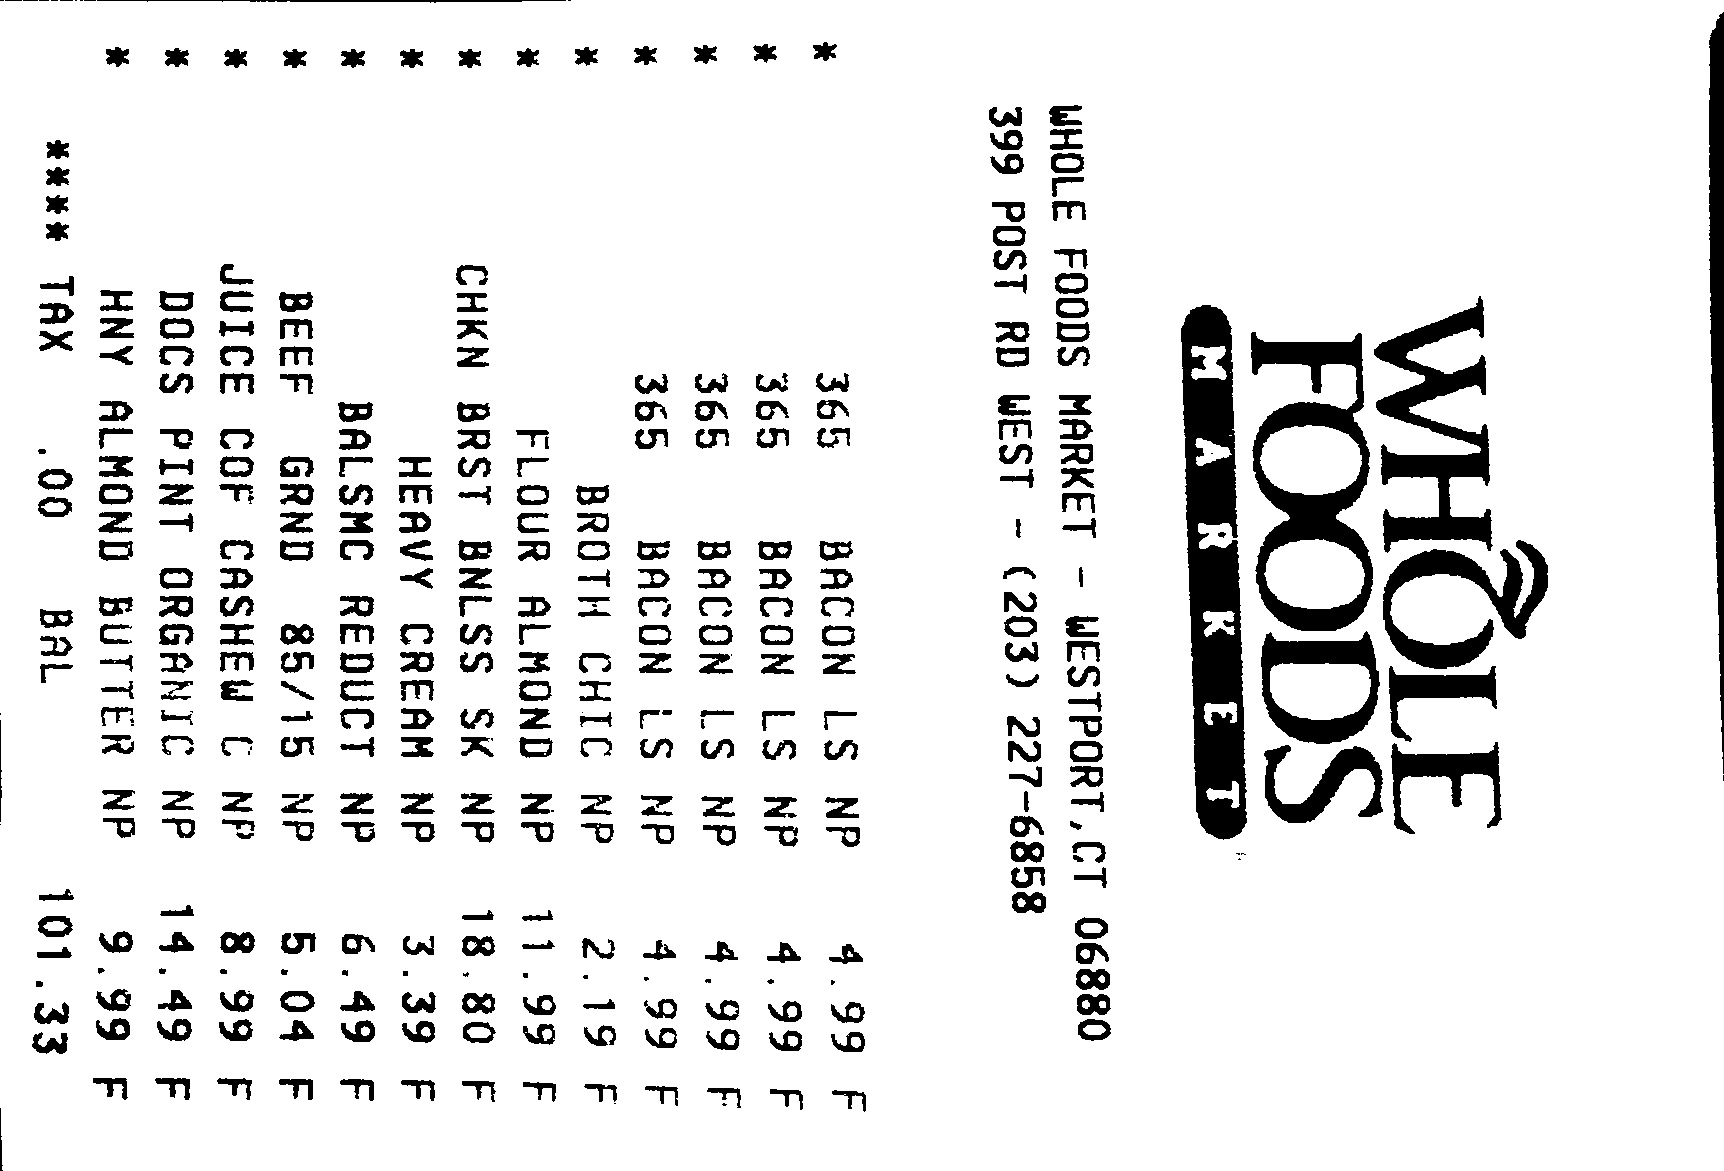 WHOLE
FOODS
MARKET
WHOLE FOODS MARKET - WESTPORT,CT 06880
399 POST RD WEST - (203) 227-6858
* 365 BACON LS NP 4.99 F
* 365 BACON LS NP 4.99 F
* 365 BACON LS NP 4.99 F
* 365 BACON LS NP 4.99 F
* BROTH CHIC NP 2.19 F
* FLOUR ALMOND NP 11.99 F
* CHKN BRST BNLSS SK NP 18.80 F
* HEAVY CREAM NP 3.39 F
* BALSMC REDUCT NP 6.49 F
* BEEF GRND 85/15 NP 5.04 F
* JUICE COF CASHEW C NP 8.99 F
* DOCS PINT ORGANIC NP 14.49 F
* HNY ALMOND BUTTER NP 9.99 F
**** TAX .00 BAL 101.33